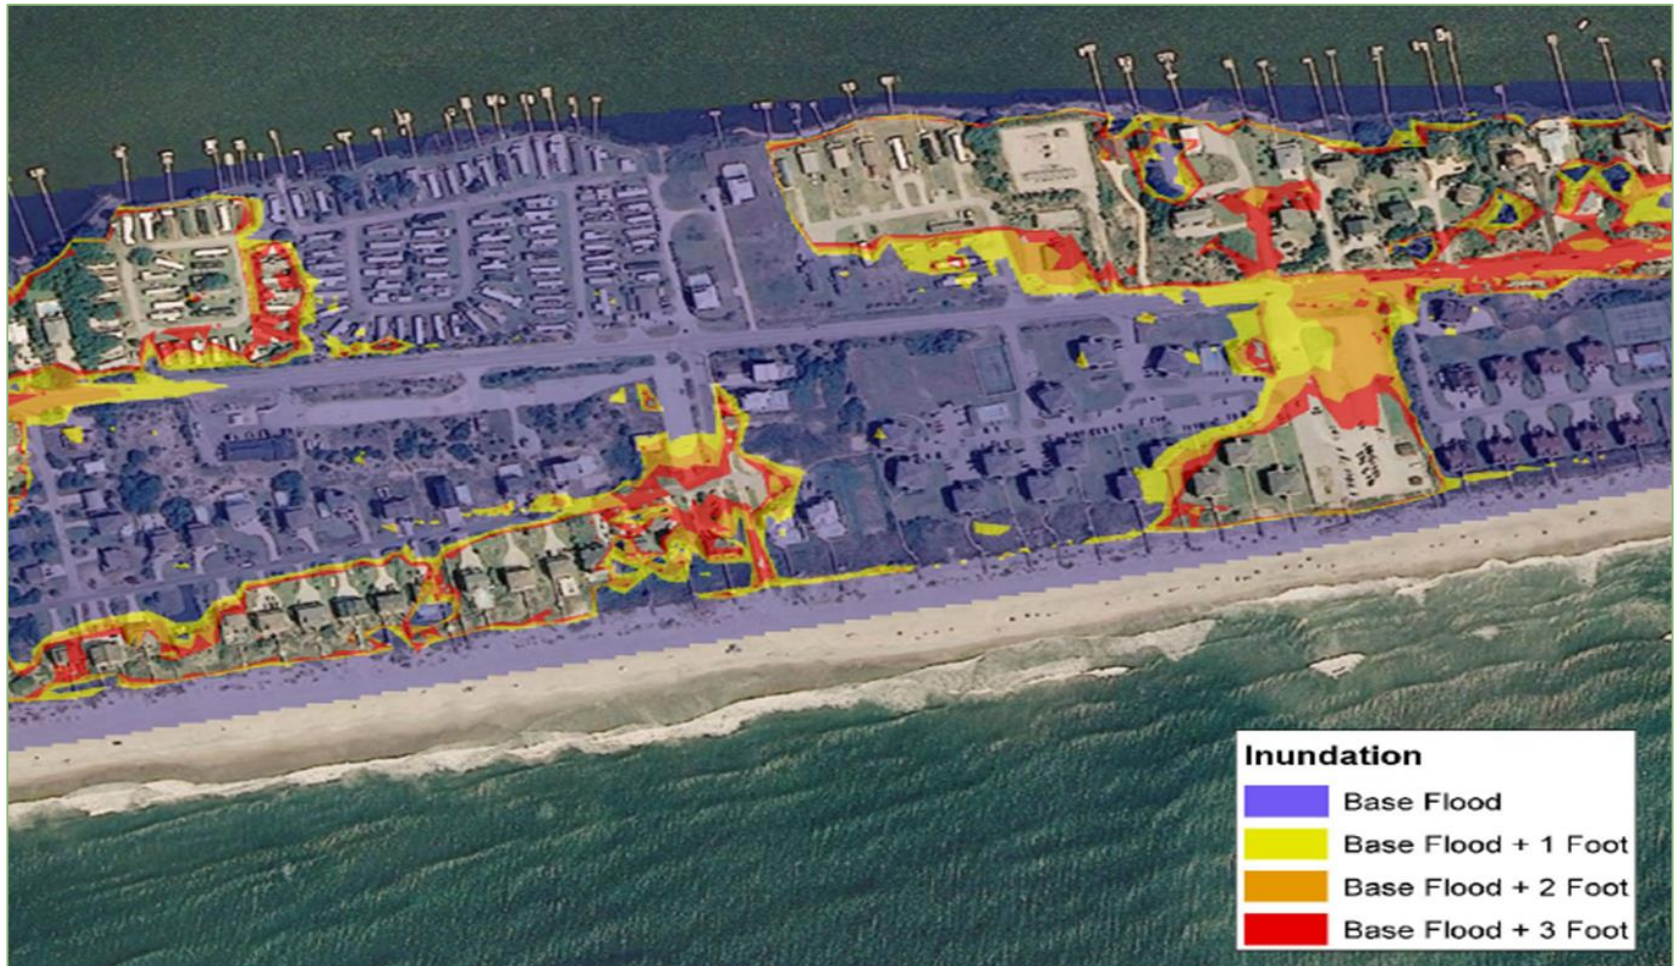 Inundation
Base Flood
Base Flood + 1 Foot
Base Flood + 2 Foot
Base Flood + 3 Foot